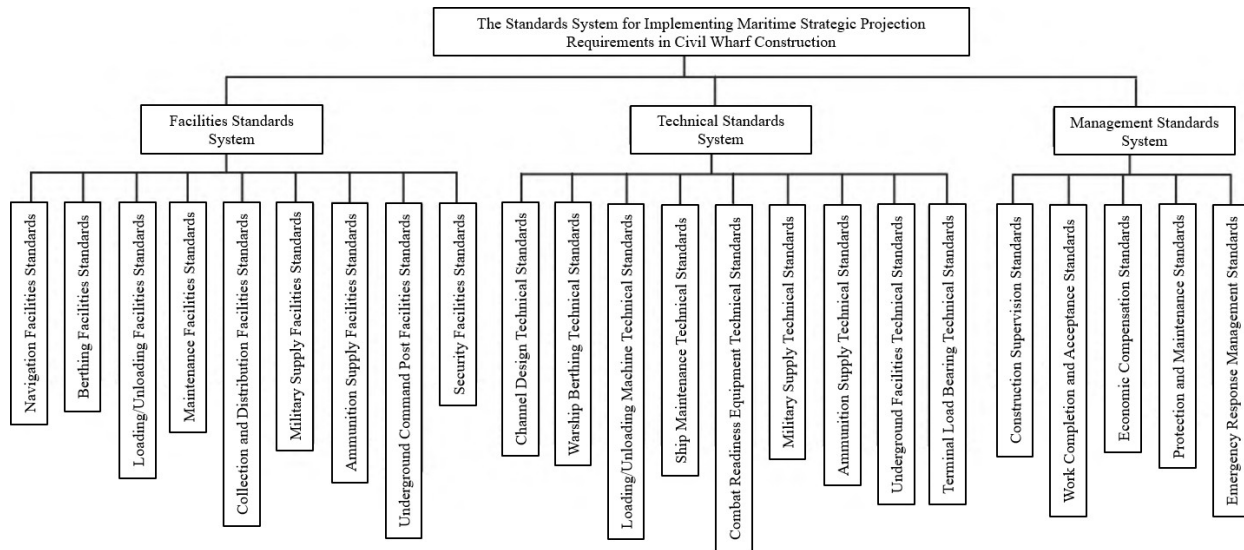 The Standards System for Implementing Maritime Strategic Projection
Requirements in Civil Wharf Construction
Facilities Standards
System
Technical Standards
System
Management Standards
System
Navigation Facilities Standards
Berthing Facilities Standards
Loading/Unloading Facilities Standards
Maintenance Facilities Standards
Collection and Distribution Facilities Standards
Military Supply Facilities Standards
Ammunition Supply Facilities Standards
Underground Command Post Facilities Standards
Security Facilities Standards
Channel Design Technical Standards
Warship Berthing Technical Standards
Loading/Unloading Machine Technical Standards
Ship Maintenance Technical Standards
Combat Readiness Equipment Technical Standards
Military Supply Technical Standards
Ammunition Supply Technical Standards
Underground Facilities Technical Standards
Terminal Load Bearing Technical Standards
Construction Supervision Standards
Work Completion and Acceptance Standards
Economic Compensation Standards
Protection and Maintenance Standards
Emergency Response Management Standards